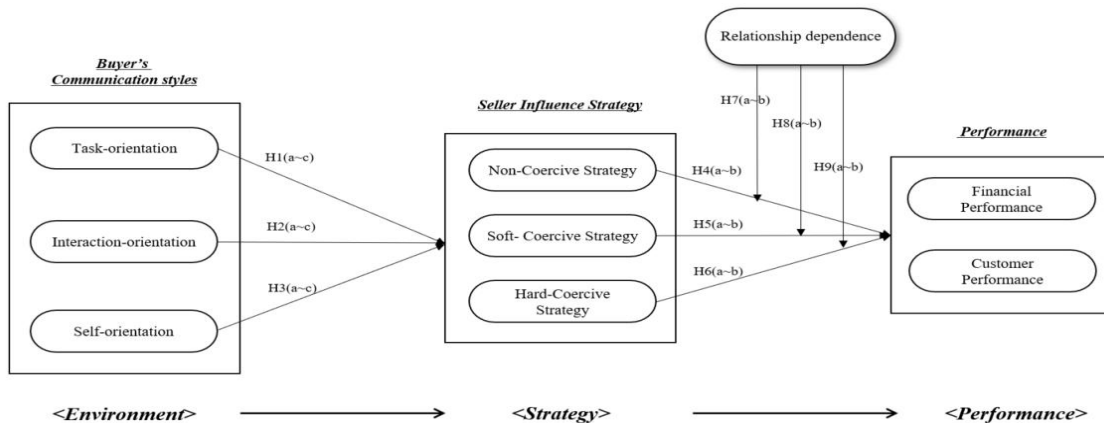 Relationship dependence
Buyer's
Communication styles
Seller Influence Strategy
Performance
H7(a~b)
H8(a~b)
H9(a~b)
Task-orientation
H1(a~c)
Interaction-orientation
H2(a~c)
Self-orientation
H3(a~c)
Non-Coercive Strategy
H4(a~b)
Soft- Coercive Strategy
H5(a~b)
Hard-Coercive
Strategy
H6(a~b)
Financial
Performance
Customer
Performance
<Environment>
<Strategy>
<Performance>